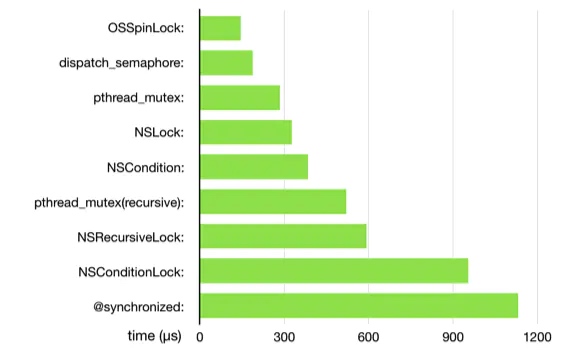 OSSpinLock:
dispatch_semaphore:
pthread_mutex:
NSLock:
NSCondition:
pthread_mutex(recursive):
NSRecursiveLock:
NSConditionLock:
@synchronized:
time (µs) 0 300 600 900 1200